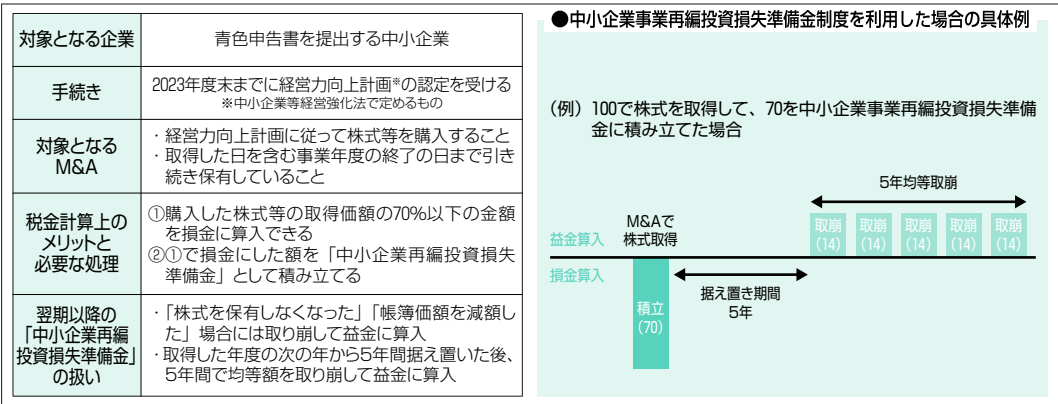 対象となる企業
青色申告書を提出する中小企業
手続き
2023年度末までに経営力向上計画※の認定を受ける
※中小企業等経営強化法で定めるもの
対象となる
M&A
・経営力向上計画に従って株式等を購入すること
・取得した日を含む事業年度の終了の日まで引き
続き保有していること
税金計算上の
メリットと
必要な処理
①購入した株式等の取得価額の70%以下の金額
を損金に算入できる
②①で損金にした額を「中小企業事業再編投資損失
準備金」として積み立てる
翌期以降の
「中小企業再編
投資損失準備金」
の扱い
・「株式を保有しなくなった」「帳簿価額を減額し
た」場合には取り崩して益金に算入
・取得した年度の次の年から5年間据え置いた後、
5年間で均等額を取り崩して益金に算入
●中小企業事業再編投資損失準備金制度を利用した場合の具体例
（例）100で株式を取得して、70を中小企業事業再編投資損失準備
金に積み立てた場合
5年均等取崩
M&Aで
株式取得
取崩
(14)
取崩
(14)
取崩
(14)
取崩
(14)
取崩
(14)
益金算入
損金算入
積立
(70)
据え置き期間
5年